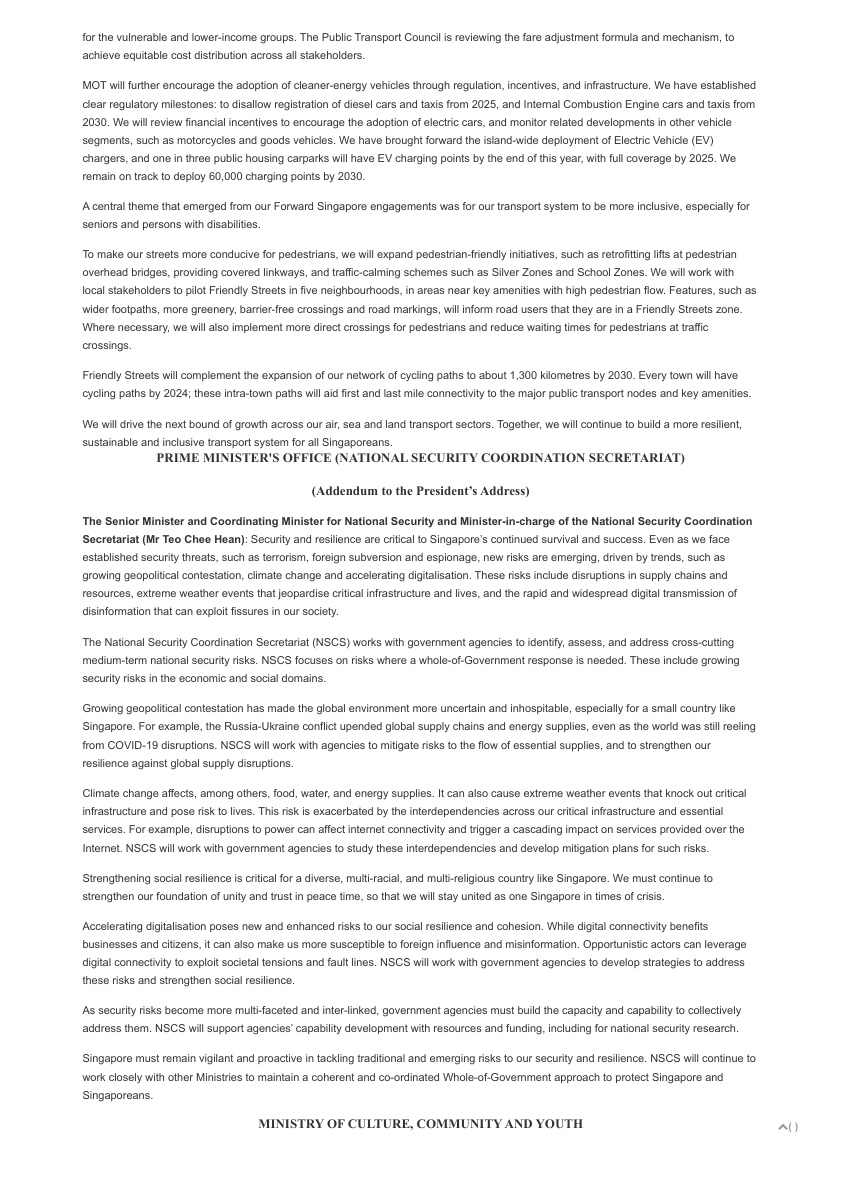 for the vulnerable and lower-income groups. The Public Transport Council is reviewing the fare adjustment formula and mechanism, to
achieve equitable cost distribution across all stakeholders.
MOT will further encourage the adoption of cleaner-energy vehicles through regulation, incentives, and infrastructure. We have established
clear regulatory milestones: to disallow registration of diesel cars and taxis from 2025, and Internal Combustion Engine cars and taxis from
2030. We will review financial incentives to encourage the adoption of electric cars, and monitor related developments in other vehicle
segments, such as motorcycles and goods vehicles. We have brought forward the island-wide deployment of Electric Vehicle (EV)
chargers, and one in three public housing carparks will have EV charging points by the end of this year, with full coverage by 2025. We
remain on track to deploy 60,000 charging points by 2030.
A central theme that emerged from our Forward Singapore engagements was for our transport system to be more inclusive, especially for
seniors and persons with disabilities.
To make our streets more conducive for pedestrians, we will expand pedestrian-friendly initiatives, such as retrofitting lifts at pedestrian
overhead bridges, providing covered linkways, and traffic-calming schemes such as Silver Zones and School Zones. We will work with
local stakeholders to pilot Friendly Streets in five neighbourhoods, in areas near key amenities with high pedestrian flow. Features, such as
wider footpaths, more greenery, barrier-free crossings and road markings, will inform road users that they are in a Friendly Streets zone.
Where necessary, we will also implement more direct crossings for pedestrians and reduce waiting times for pedestrians at traffic
crossings.
Friendly Streets will complement the expansion of our network of cycling paths to about 1,300 kilometres by 2030. Every town will have
cycling paths by 2024; these intra-town paths will aid first and last mile connectivity to the major public transport nodes and key amenities.
We will drive the next bound of growth across our air, sea and land transport sectors. Together, we will continue to build a more resilient,
sustainable and inclusive transport system for all Singaporeans.
PRIME MINISTER'S OFFICE (NATIONAL SECURITY COORDINATION SECRETARIAT)
(Addendum to the President’s Address)
The Senior Minister and Coordinating Minister for National Security and Minister-in-charge of the National Security Coordination
Secretariat (Mr Teo Chee Hean): Security and resilience are critical to Singapore’s continued survival and success. Even as we face
established security threats, such as terrorism, foreign subversion and espionage, new risks are emerging, driven by trends, such as
growing geopolitical contestation, climate change and accelerating digitalisation. These risks include disruptions in supply chains and
resources, extreme weather events that jeopardise critical infrastructure and lives, and the rapid and widespread digital transmission of
disinformation that can exploit fissures in our society.
The National Security Coordination Secretariat (NSCS) works with government agencies to identify, assess, and address cross-cutting
medium-term national security risks. NSCS focuses on risks where a whole-of-Government response is needed. These include growing
security risks in the economic and social domains.
Growing geopolitical contestation has made the global environment more uncertain and inhospitable, especially for a small country like
Singapore. For example, the Russia-Ukraine conflict upended global supply chains and energy supplies, even as the world was still reeling
from COVID-19 disruptions. NSCS will work with agencies to mitigate risks to the flow of essential supplies, and to strengthen our
resilience against global supply disruptions.
Climate change affects, among others, food, water, and energy supplies. It can also cause extreme weather events that knock out critical
infrastructure and pose risk to lives. This risk is exacerbated by the interdependencies across our critical infrastructure and essential
services. For example, disruptions to power can affect internet connectivity and trigger a cascading impact on services provided over the
Internet. NSCS will work with government agencies to study these interdependencies and develop mitigation plans for such risks.
Strengthening social resilience is critical for a diverse, multi-racial, and multi-religious country like Singapore. We must continue to
strengthen our foundation of unity and trust in peace time, so that we will stay united as one Singapore in times of crisis.
Accelerating digitalisation poses new and enhanced risks to our social resilience and cohesion. While digital connectivity benefits
businesses and citizens, it can also make us more susceptible to foreign influence and misinformation. Opportunistic actors can leverage
digital connectivity to exploit societal tensions and fault lines. NSCS will work with government agencies to develop strategies to address
these risks and strengthen social resilience.
As security risks become more multi-faceted and inter-linked, government agencies must build the capacity and capability to collectively
address them. NSCS will support agencies’ capability development with resources and funding, including for national security research.
Singapore must remain vigilant and proactive in tackling traditional and emerging risks to our security and resilience. NSCS will continue to
work closely with other Ministries to maintain a coherent and co-ordinated Whole-of-Government approach to protect Singapore and
Singaporeans.
MINISTRY OF CULTURE, COMMUNITY AND YOUTH
( )